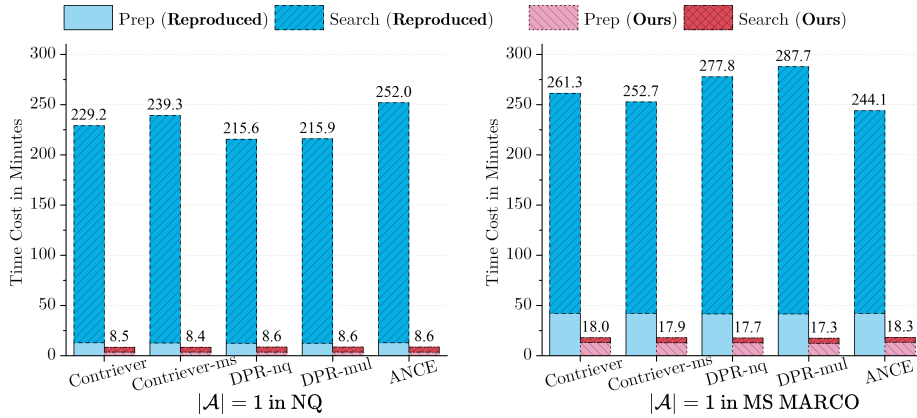 Prep (Reproduced) Search (Reproduced) Prep (Ours) Search (Ours)
Time Cost in Minutes
300
250
200
150
100
50
0
229.2
239.3
215.6
215.9
252.0
8.5
8.4
8.6
8.6
8.6
Contriever
Contriever-ms
DPR-nq
DPR-mul
ANCE
|𝒜| = 1 in NQ
Time Cost in Minutes
300
250
200
150
100
50
0
261.3
252.7
277.8
287.7
244.1
18.0
17.9
17.7
17.3
18.3
Contriever
Contriever-ms
DPR-nq
DPR-mul
ANCE
|𝒜| = 1 in MS MARCO